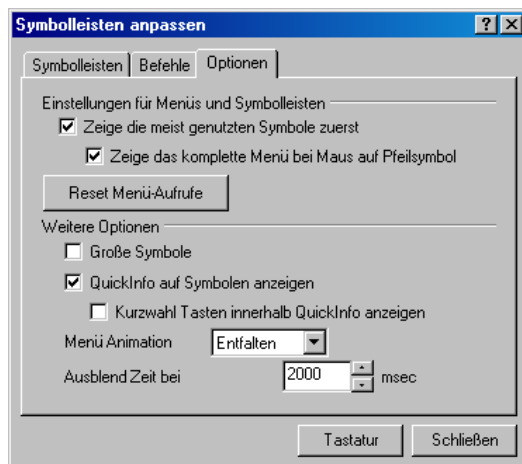 Symbolleisten anpassen
Symbolleisten Befehle Optionen
Einstellungen für Menüs und Symbolleisten
Zeige die meist genutzten Symbole zuerst
Zeige das komplette Menü bei Maus auf Pfeilsymbol
Reset Menü-Aufrufe
Weitere Optionen
Große Symbole
QuickInfo auf Symbolen anzeigen
Kurzwahl Tasten innerhalb QuickInfo anzeigen
Menü Animation Entfalten
Ausblend Zeit bei 2000 msec
Tastatur Schließen